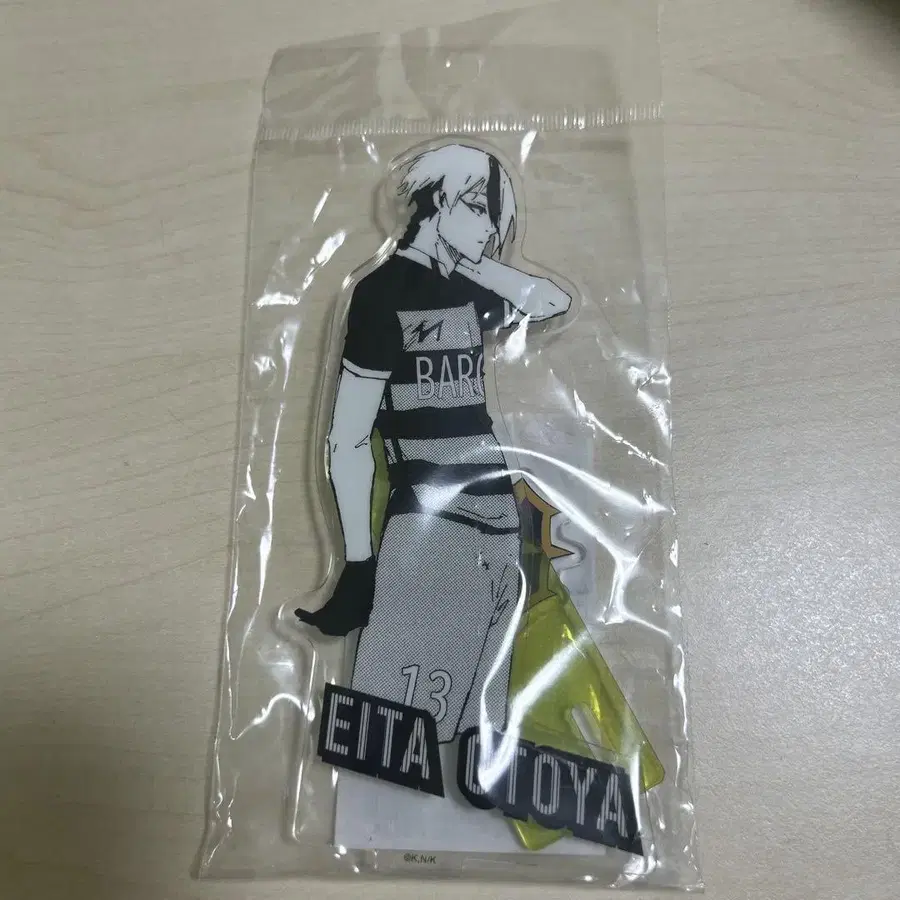 BARC
13
EITA OTOYA
©K,N/K